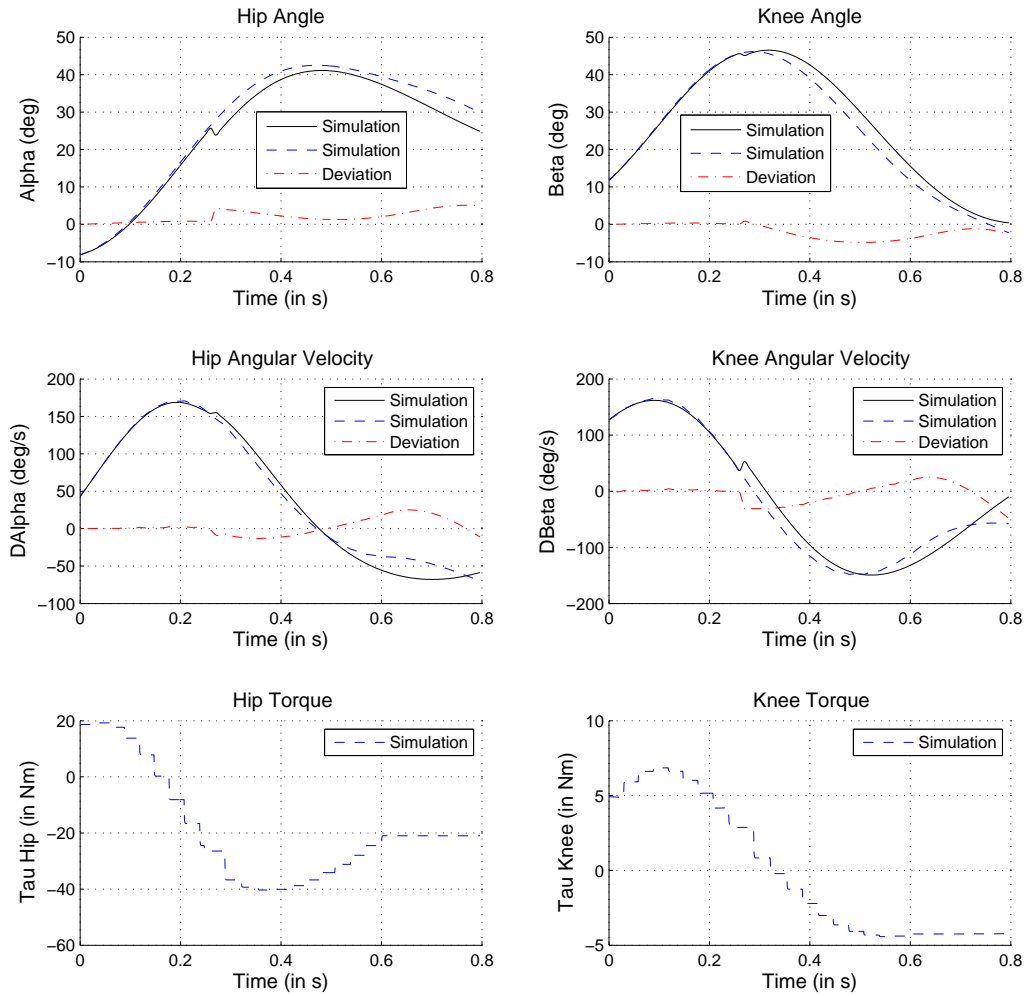 Hip Angle
50
40
30
20
10
0
−10
Alpha (deg)
Simulation
Simulation
Deviation
0
0.2
0.4
0.6
0.8
Time (in s)
Knee Angle
50
40
30
20
10
0
−10
Beta (deg)
Simulation
Simulation
Deviation
0
0.2
0.4
0.6
0.8
Time (in s)
Hip Angular Velocity
200
150
100
50
0
−50
−100
DAlpha (deg/s)
Simulation
Simulation
Deviation
0
0.2
0.4
0.6
0.8
Time (in s)
Knee Angular Velocity
200
100
0
−100
−200
DBeta (deg/s)
Simulation
Simulation
Deviation
0
0.2
0.4
0.6
0.8
Time (in s)
Hip Torque
20
0
−20
−40
−60
Tau Hip (in Nm)
Simulation
0
0.2
0.4
0.6
0.8
Time (in s)
Knee Torque
10
5
0
−5
Tau Knee (in Nm)
Simulation
0
0.2
0.4
0.6
0.8
Time (in s)